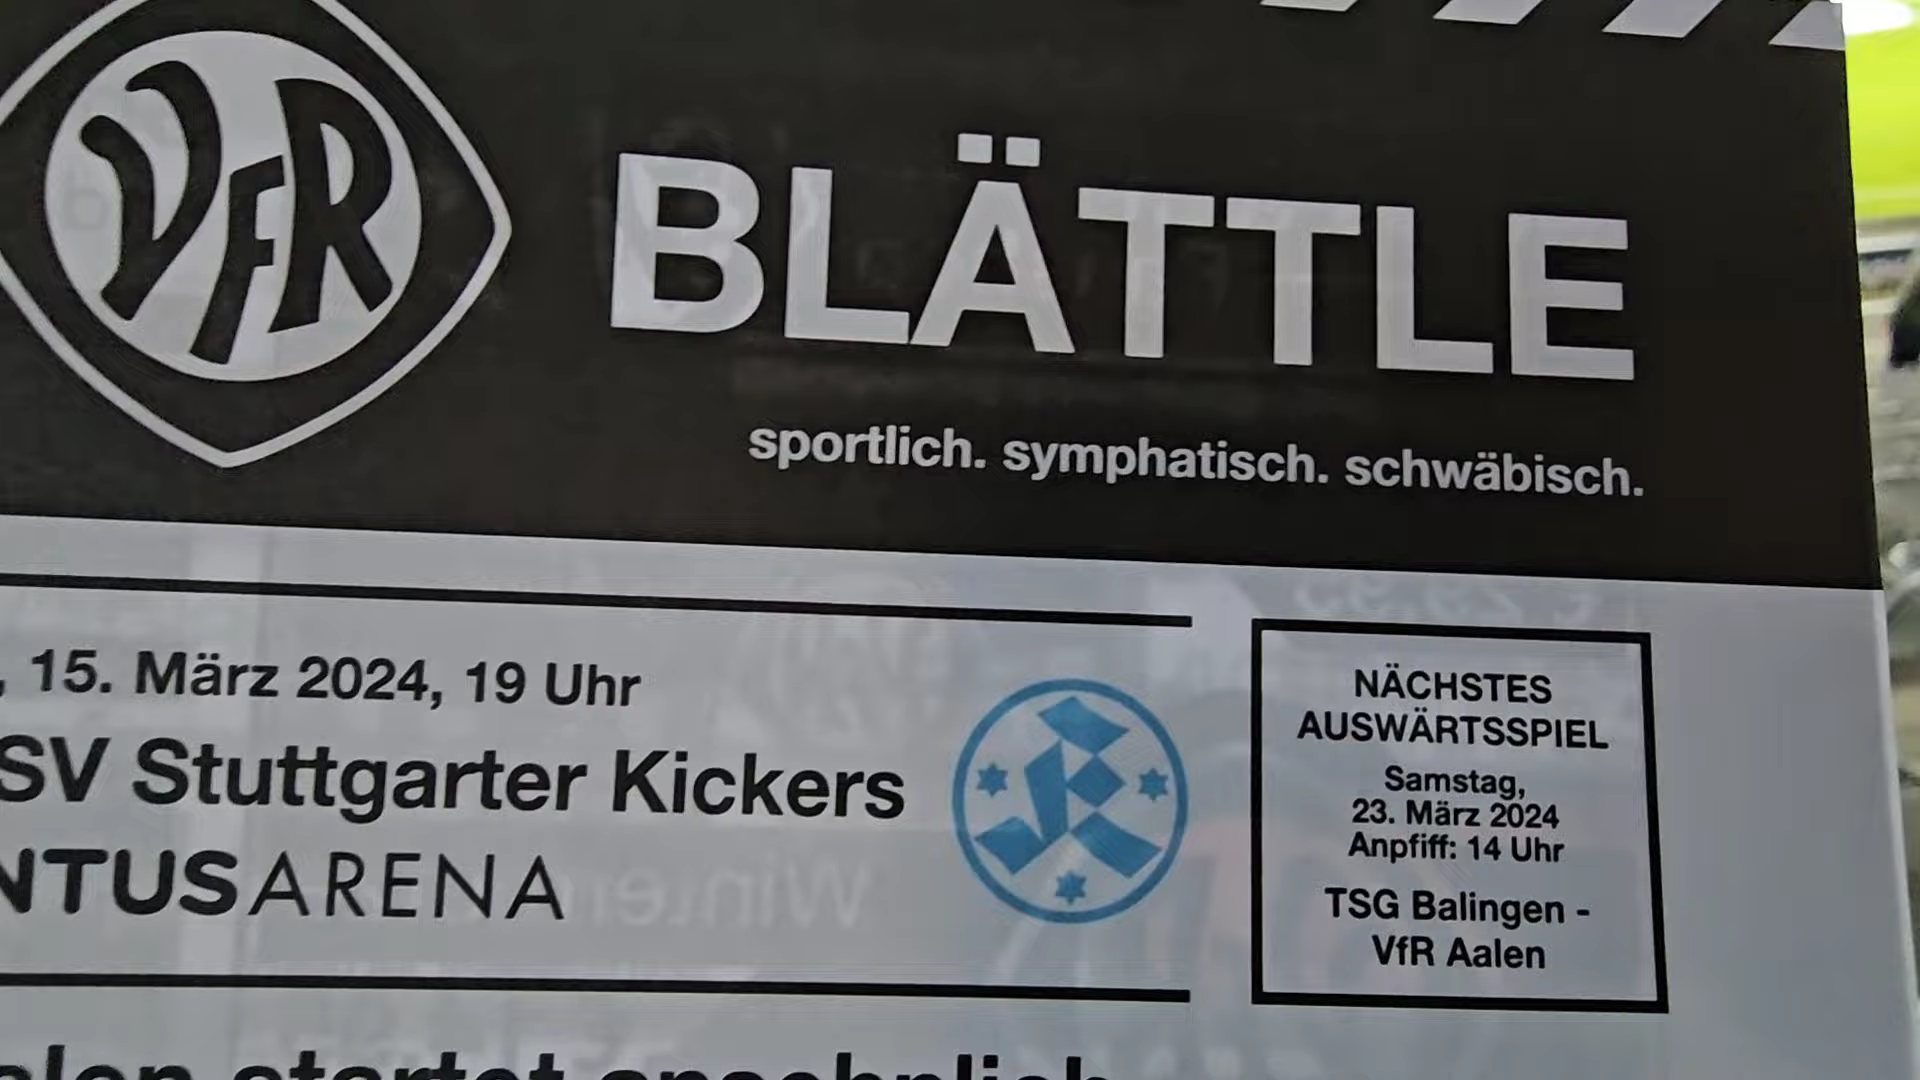 VFR
BLÄTTLE
sportlich. symphatisch. schwäbisch.
, 15. März 2024, 19 Uhr
SV Stuttgarter Kickers
NTUSARENA
NÄCHSTES
AUSWÄRTSSPIEL
Samstag,
23. März 2024
Anpfiff: 14 Uhr
TSG Balingen -
VfR Aalen